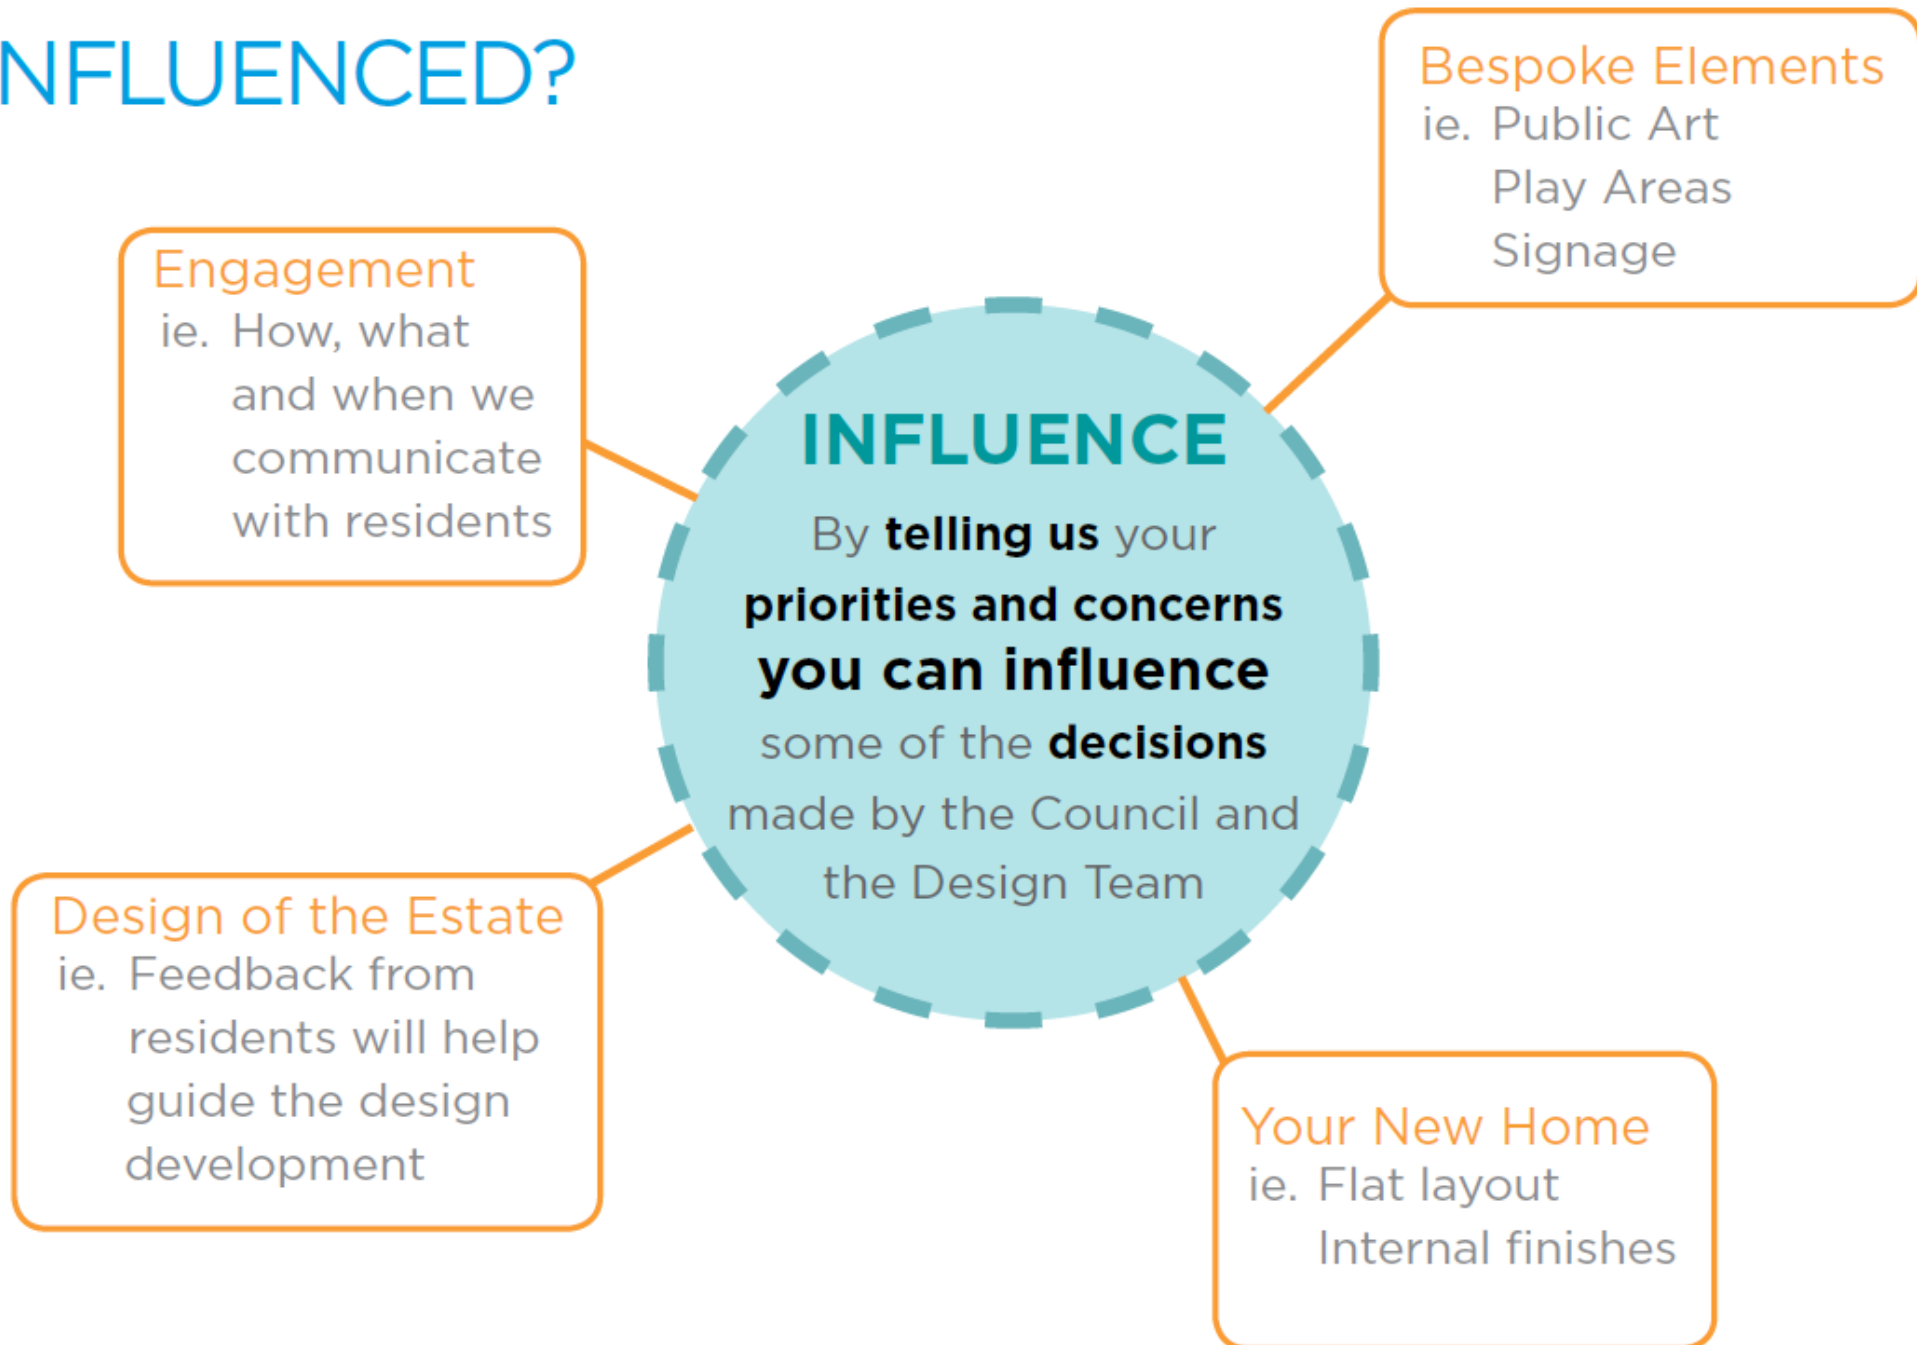 NFLUENCED?
Bespoke Elements
ie. Public Art
Play Areas
Signage
Engagement
ie. How, what
and when we
communicate
with residents
INFLUENCE
By telling us your
priorities and concerns
you can influence
some of the decisions
made by the Council and
the Design Team
Design of the Estate
ie. Feedback from
residents will help
guide the design
development
Your New Home
ie. Flat layout
Internal finishes